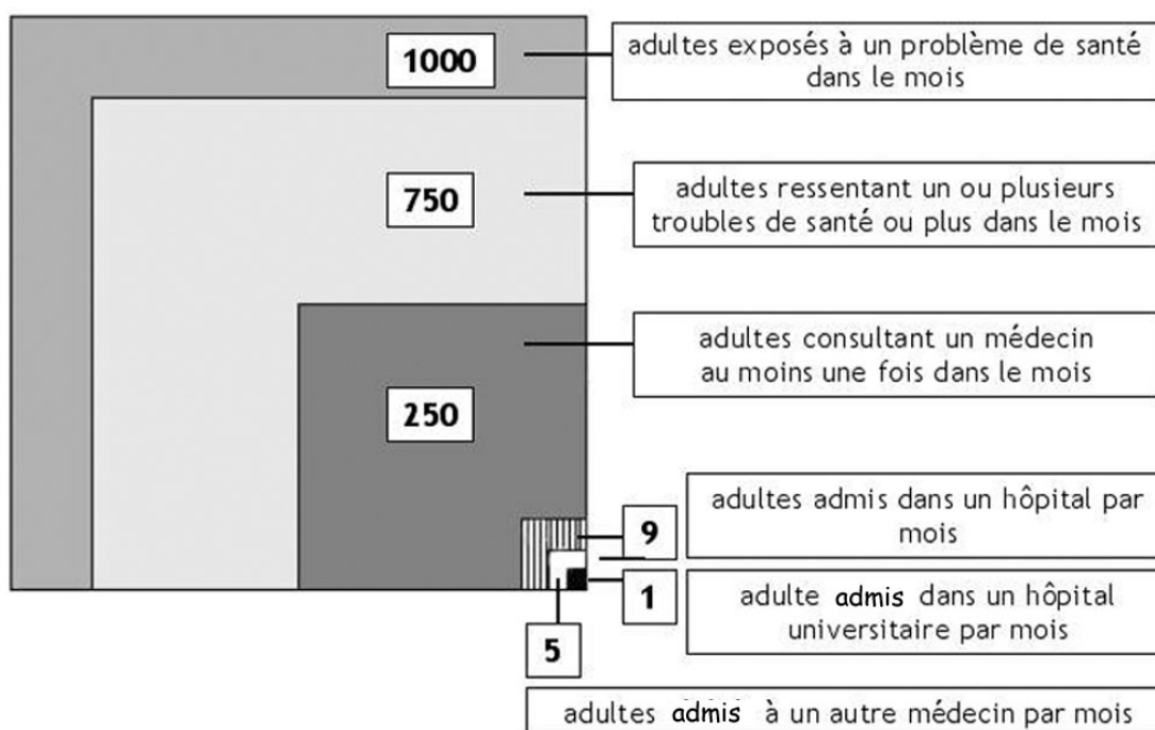 1000
adultes exposés à un problème de santé
dans le mois
750
adultes ressentant un ou plusieurs
troubles de santé ou plus dans le mois
adultes consultant un médecin
au moins une fois dans le mois
250
9
adultes admis dans un hôpital par
mois
1
adulte admis dans un hôpital
universitaire par mois
5
adultes admis à un autre médecin par mois